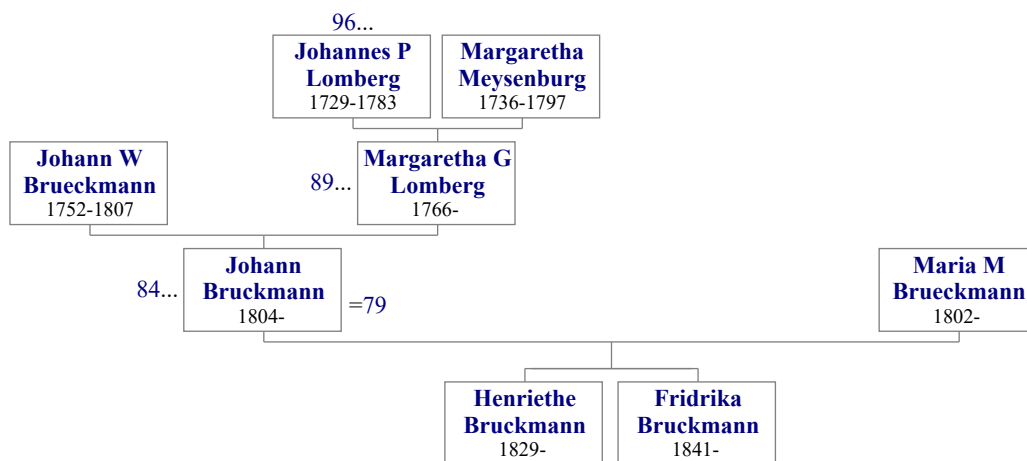 96...
Johannes P
Lomberg
1729-1783
Margaretha
Meysenburg
1736-1797
Johann W
Brueckmann
1752-1807
89...
Margaretha G
Lomberg
1766-
84...
Johann
Bruckmann
1804-
=79
Maria M
Brueckmann
1802-
Henriethe
Bruckmann
1829-
Fridrika
Bruckmann
1841-